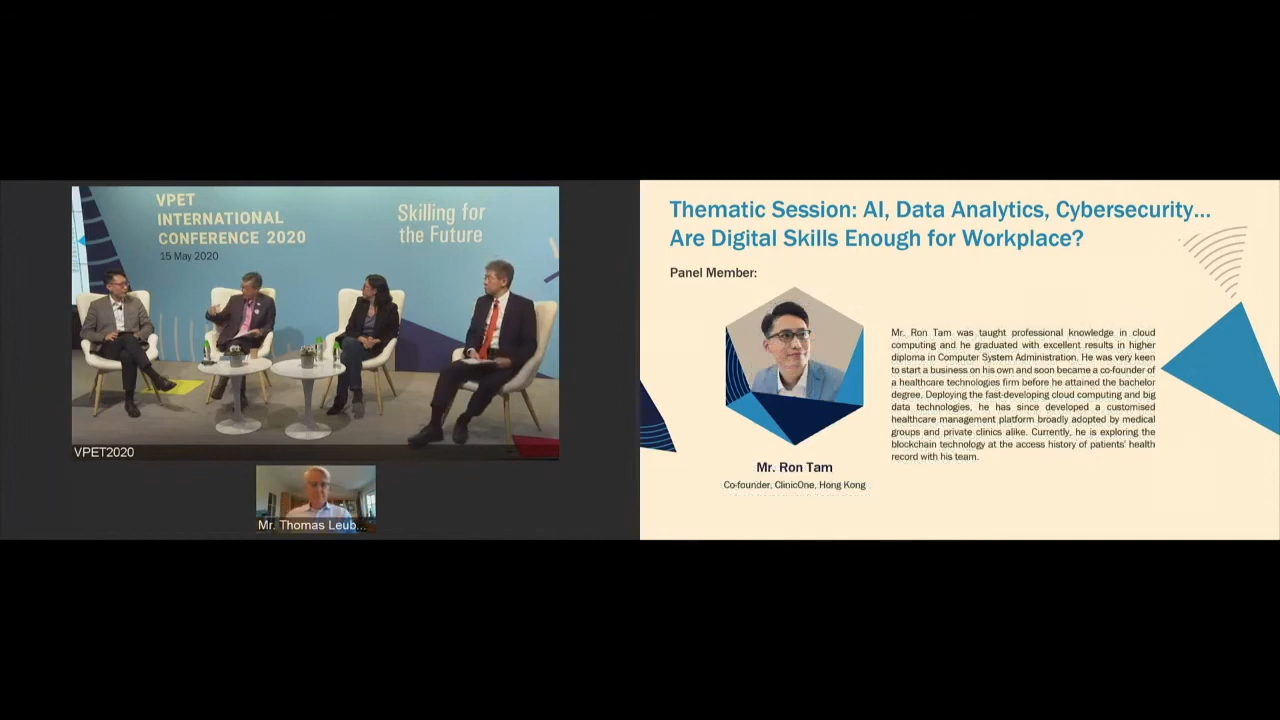 VPET
INTERNATIONAL
CONFERENCE 2020
15 May 2020
Skilling for
the Future
VPET2020
Mr. Thomas Leub...
Thematic Session: AI, Data Analytics, Cybersecurity...
Are Digital Skills Enough for Workplace?
Panel Member:
Mr. Ron Tam
Co-founder, ClinicOne, Hong Kong
Mr. Ron Tam was taught professional knowledge in cloud
computing and he graduated with excellent results in higher
diploma in Computer System Administration. He was very keen
to start a business on his own and soon became a co-founder of
a healthcare technologies firm before he attained the bachelor
degree. Deploying the fast-developing cloud computing and big
data technologies, he has since developed a customised
healthcare management platform broadly adopted by medical
groups and private clinics alike. Currently, he is exploring the
blockchain technology at the access history of patients' health
record with his team.